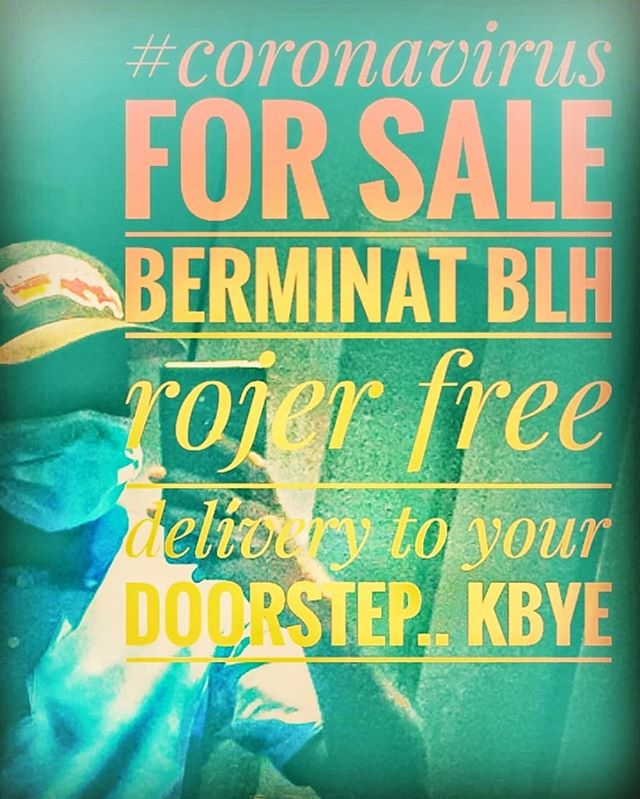 #coronavirus
FOR SALE
BERMINAT BLH
rojer free
delivery to your
DOORSTEP.. KBYE